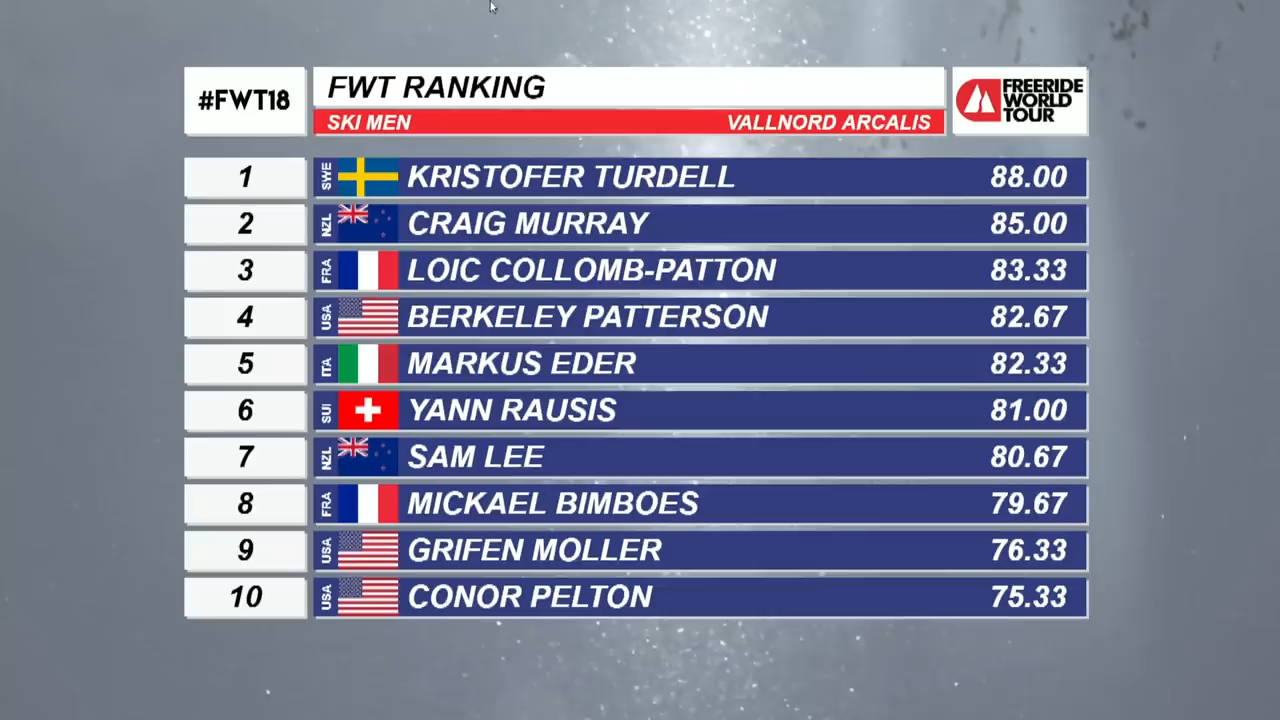 #FWT18
FWT RANKING
SKI MEN VALLNORD ARCALIS
FREERIDE
WORLD
TOUR
1 SWE KRISTOFER TURDELL 88.00
2 NZL CRAIG MURRAY 85.00
3 FRA LOIC COLLOMB-PATTON 83.33
4 USA BERKELEY PATTERSON 82.67
5 ITA MARKUS EDER 82.33
6 SUI YANN RAUSIS 81.00
7 NZL SAM LEE 80.67
8 FRA MICKAEL BIMBOES 79.67
9 USA GRIFEN MOLLER 76.33
10 USA CONOR PELTON 75.33